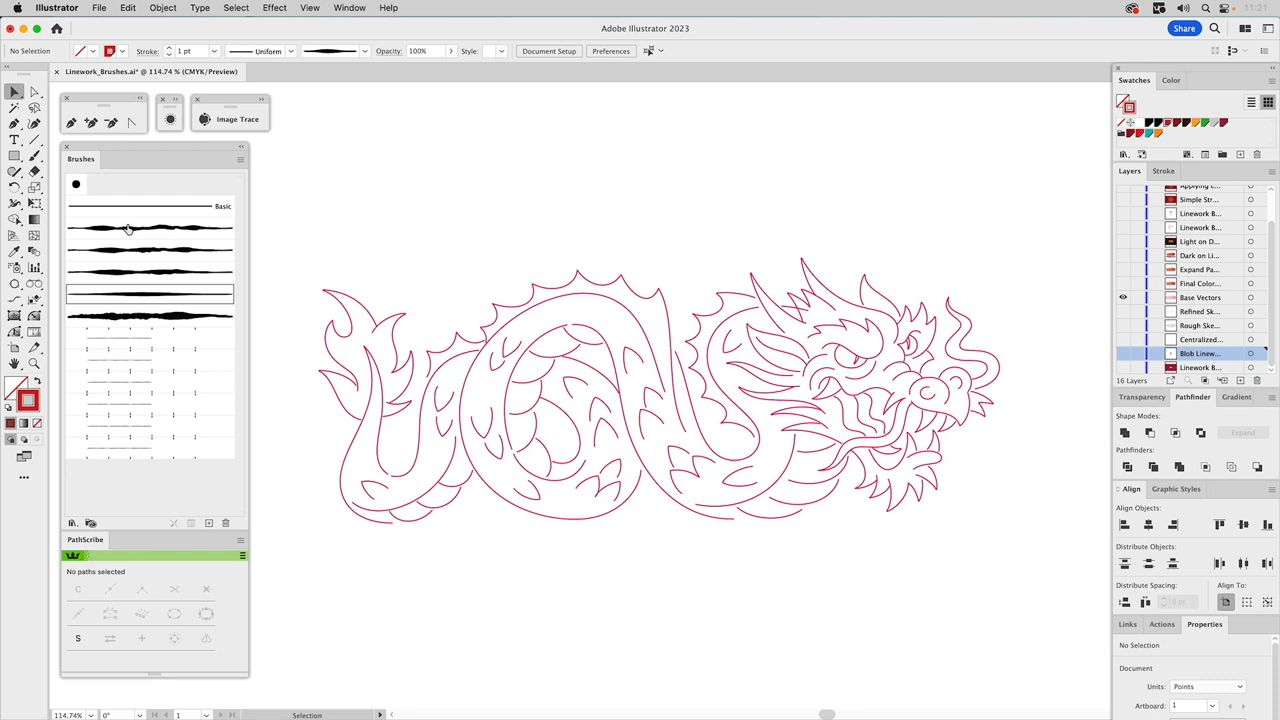 Illustrator File Edit Object Type Select Effect View Window Help 11:21
Adobe Illustrator 2023 Share
No Selection Stroke: 1 pt Uniform Opacity: 100% Style: Document Setup Preferences
Linework_Brushes.ai* @ 114.74 % (CMYK/Preview)
Image Trace
Brushes
Basic
PathScribe
No paths selected
C
S
114.74% 0° 1 Selection
Swatches Color
Layers Stroke
Applying L...
Simple Str...
Linework B...
Linework B...
Light on D...
Dark on Li...
Expand Pa...
Final Color...
Base Vectors
Refined Sk...
Rough Ske...
Centralized...
Blob Linew...
Linework B...
16 Layers
Transparency Pathfinder Gradient
Shape Modes:
Expand
Pathfinders:
Align Graphic Styles
Align Objects:
Distribute Objects:
Distribute Spacing: Align To:
0 pt
Links Actions Properties
No Selection
Document
Units: Points
Artboard: 1